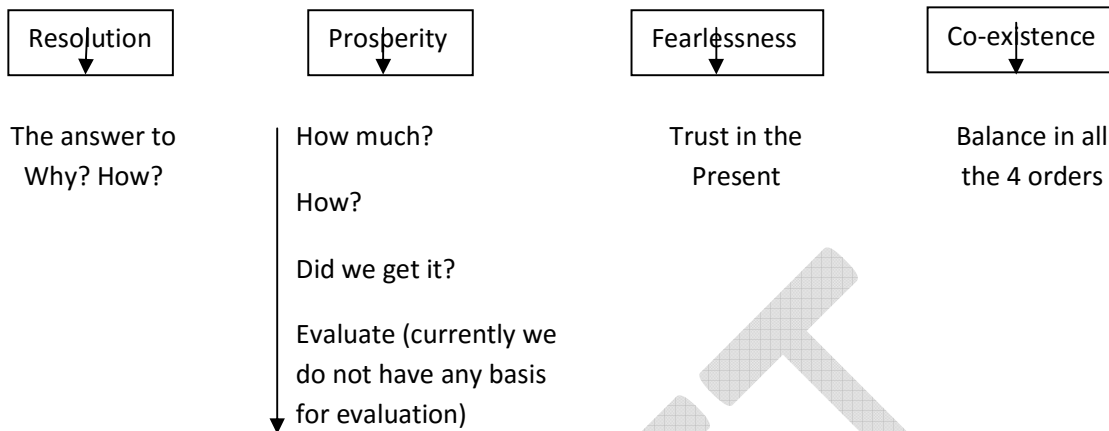 Resolution
Prosperity
Fearlessness
Co-existence
The answer to
Why? How?
How much?
How?
Did we get it?
Evaluate (currently we
do not have any basis
for evaluation)
Trust in the
Present
Balance in all
the 4 orders